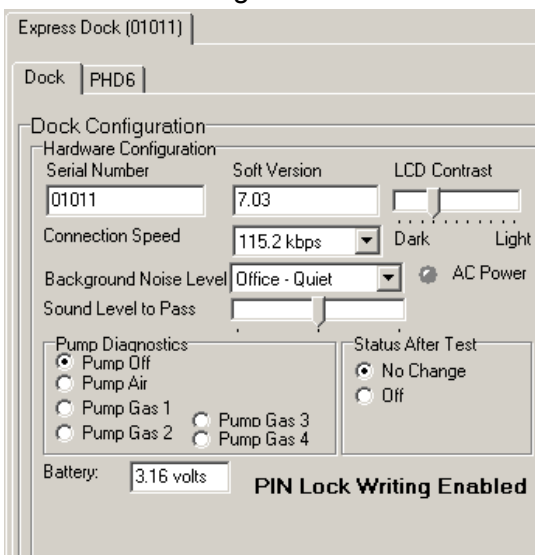 Express Dock (01011)
Dock PHD6
Dock Configuration
Hardware Configuration
Serial Number Soft Version LCD Contrast
01011 7.03
Connection Speed 115.2 kbps Dark Light
Background Noise Level Office - Quiet AC Power
Sound Level to Pass
Pump Diagnostics Status After Test
Pump Off No Change
Pump Air Off
Pump Gas 1 Pump Gas 3
Pump Gas 2 Pump Gas 4
Battery: 3.16 volts PIN Lock Writing Enabled